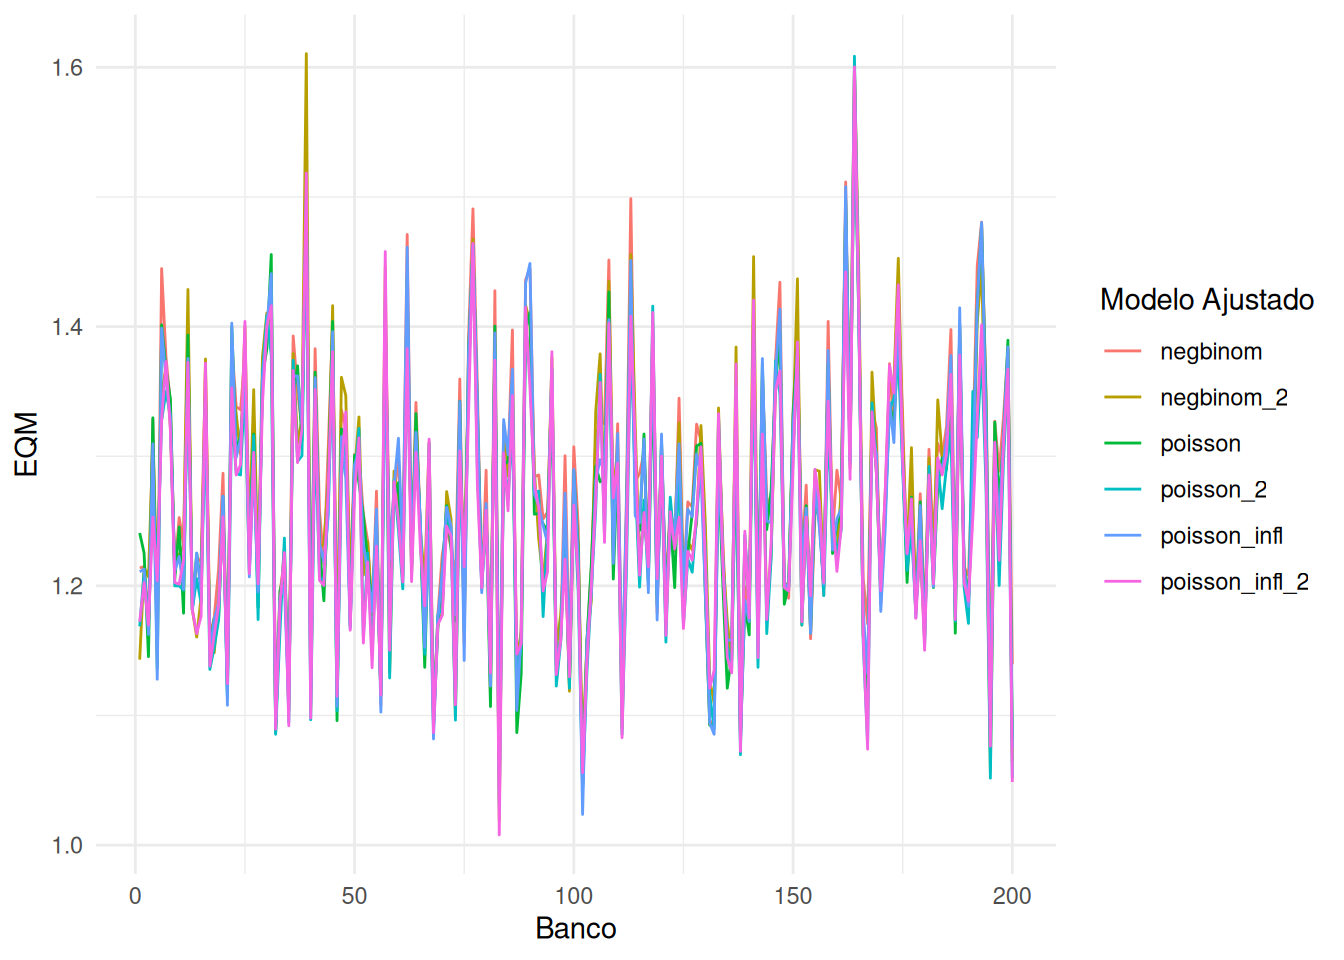 1.6
1.4
1.2
1.0
EQM
0
50
100
150
200
Banco
Modelo Ajustado
negbinom
negbinom_2
poisson
poisson_2
poisson_infl
poisson_infl_2